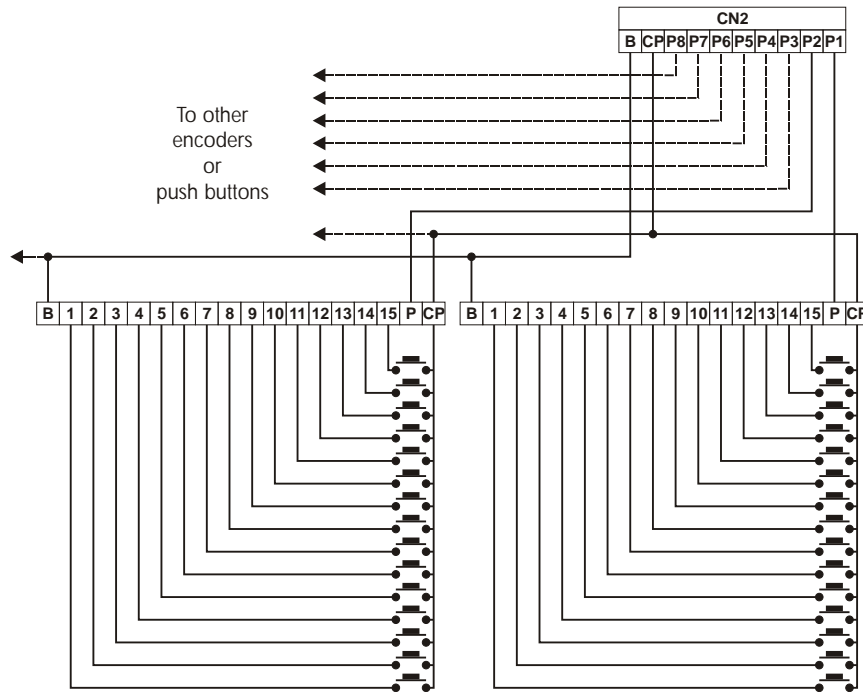 CN2
B CP P8 P7 P6 P5 P4 P3 P2 P1
To other
encoders
or
push buttons
B 1 2 3 4 5 6 7 8 9 10 11 12 13 14 15 P CP
B 1 2 3 4 5 6 7 8 9 10 11 12 13 14 15 P CP